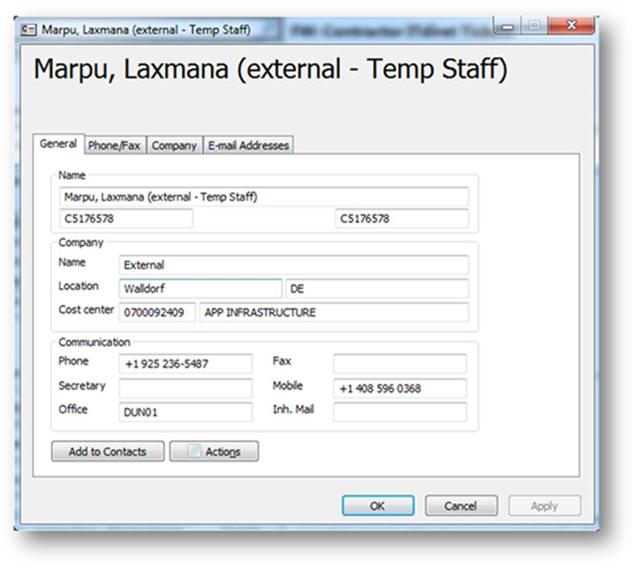 Marpu, Laxmana (external - Temp Staff)
Marpu, Laxmana (external - Temp Staff)
General Phone/Fax Company E-mail Addresses
Name
Marpu, Laxmana (external - Temp Staff)
C5176578 C5176578
Company
Name External
Location Walldorf DE
Cost center 0700092409 APP INFRASTRUCTURE
Communication
Phone +1 925 236-5487 Fax
Secretary Mobile +1 408 596 0368
Office DUN01 Inh. Mail
Add to Contacts Actions
OK Cancel Apply